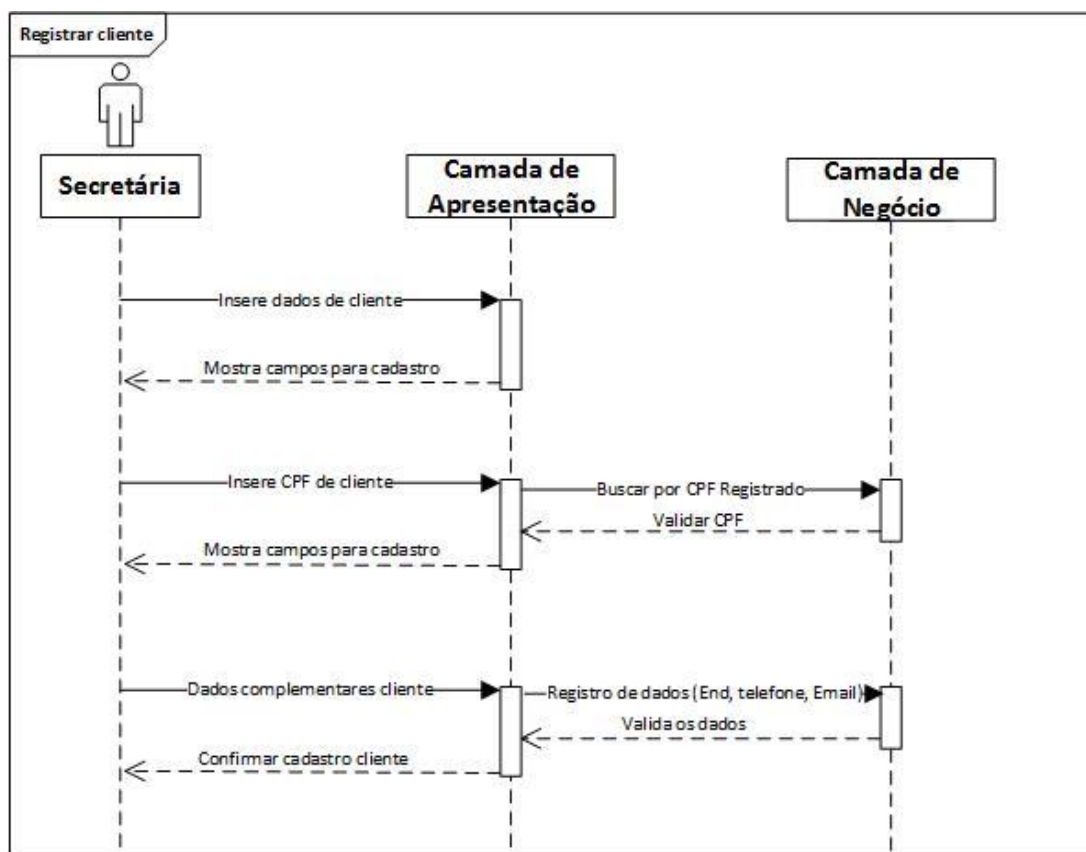 Registrar cliente
Secretária
Camada de
Apresentação
Camada de
Negócio
Insere dados de cliente
Mostra campos para cadastro
Insere CPF de cliente
Buscar por CPF Registrado
Validar CPF
Mostra campos para cadastro
Dados complementares cliente
Registro de dados (End, telefone, Email)
Valida os dados
Confirmar cadastro cliente